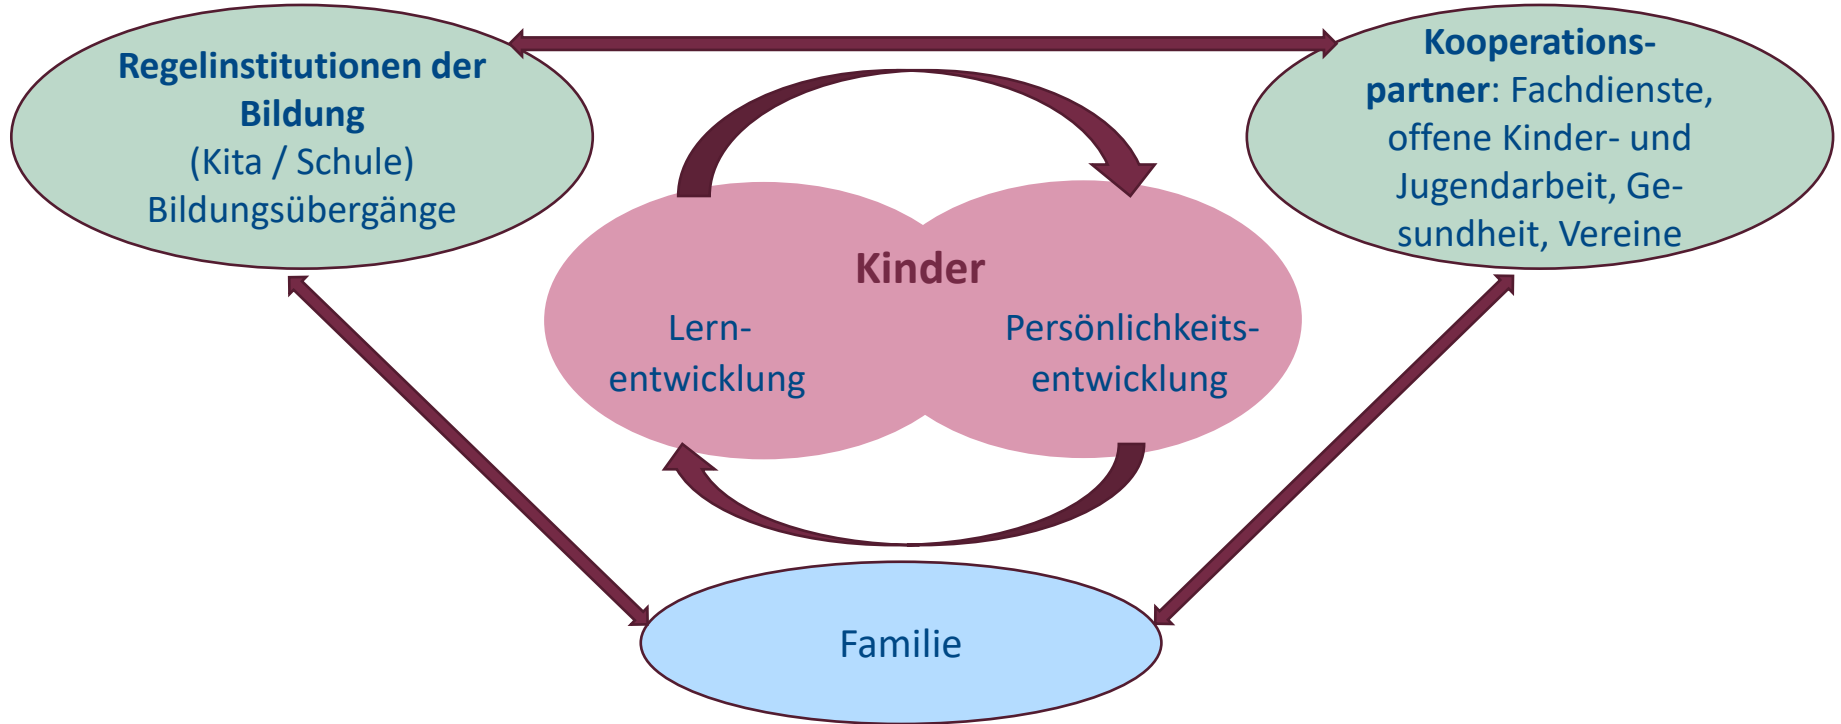 Regelinstitutionen der
Bildung
(Kita / Schule)
Bildungsübergänge
Kooperations-
partner: Fachdienste,
offene Kinder- und
Jugendarbeit, Ge-
sundheit, Vereine
Kinder
Lern-
entwicklung
Persönlichkeits-
entwicklung
Familie